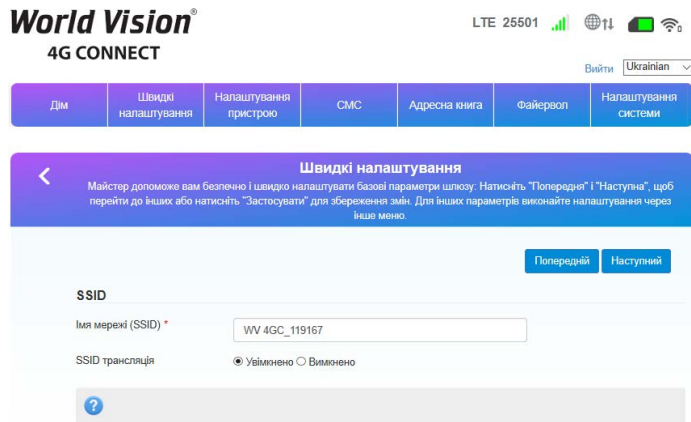 World Vision®
4G CONNECT
LTE 25501
Вийти Ukrainian
Дім
Швидкі налаштування
Налаштування пристрою
СМС
Адресна книга
Файервол
Налаштування системи
Швидкі налаштування
Майстер допоможе вам безпечно і швидко налаштувати базові параметри шлюзу: Натисніть "Попередня" і "Наступна", щоб
перейти до інших або натисніть "Застосувати" для збереження змін. Для інших параметрів виконайте налаштування через
інше меню.
Попередній Наступний
SSID
Імя мережі (SSID) * WV 4GC_119167
SSID трансляція Увімкнено Вимкнено
?